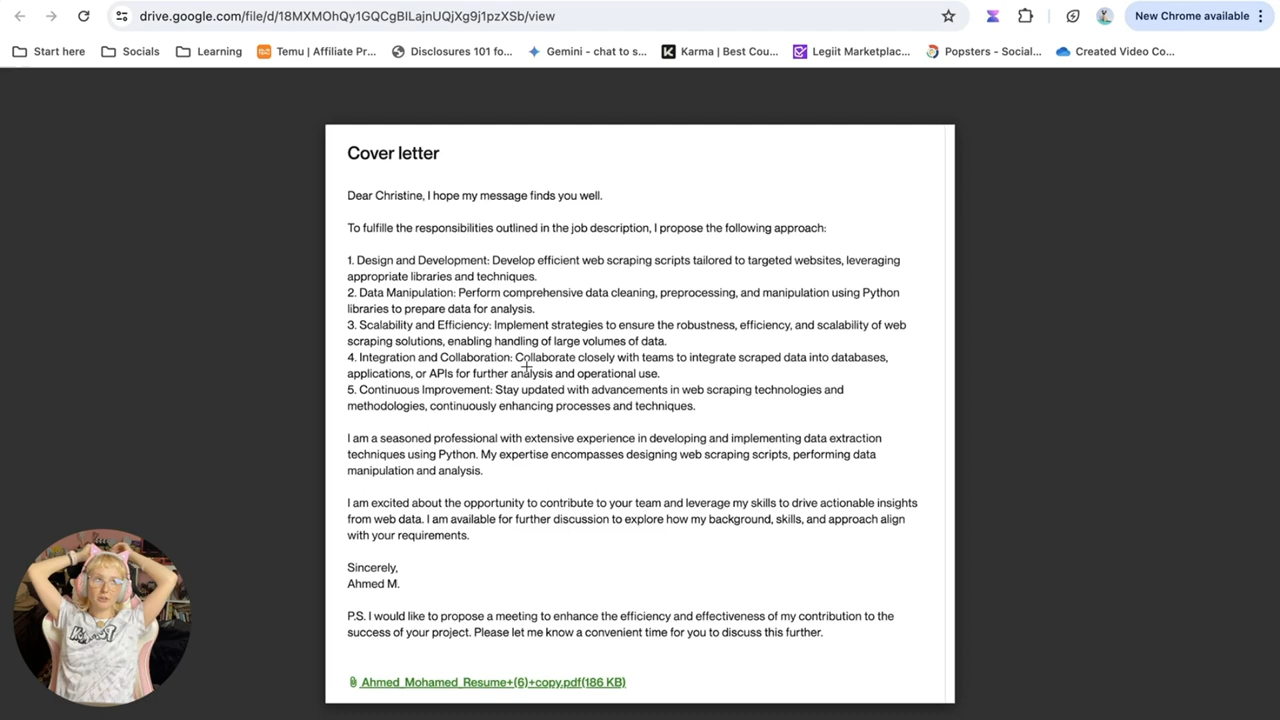 drive.google.com/file/d/18MXMOhQy1GQCgBILajnUQjXg9j1pzXSb/view
New Chrome available
Start here
Socials
Learning
Temu | Affiliate Pr...
Disclosures 101 fo...
Gemini - chat to s...
Karma | Best Cou...
Legiit Marketplac...
Popsters - Social...
Created Video Co...
Cover letter
Dear Christine, I hope my message finds you well.
To fulfille the responsibilities outlined in the job description, I propose the following approach:
1. Design and Development: Develop efficient web scraping scripts tailored to targeted websites, leveraging
appropriate libraries and techniques.
2. Data Manipulation: Perform comprehensive data cleaning, preprocessing, and manipulation using Python
libraries to prepare data for analysis.
3. Scalability and Efficiency: Implement strategies to ensure the robustness, efficiency, and scalability of web
scraping solutions, enabling handling of large volumes of data.
4. Integration and Collaboration: Collaborate closely with teams to integrate scraped data into databases,
applications, or APIs for further analysis and operational use.
5. Continuous Improvement: Stay updated with advancements in web scraping technologies and
methodologies, continuously enhancing processes and techniques.
I am a seasoned professional with extensive experience in developing and implementing data extraction
techniques using Python. My expertise encompasses designing web scraping scripts, performing data
manipulation and analysis.
I am excited about the opportunity to contribute to your team and leverage my skills to drive actionable insights
from web data. I am available for further discussion to explore how my background, skills, and approach align
with your requirements.
Sincerely,
Ahmed M.
P.S. I would like to propose a meeting to enhance the efficiency and effectiveness of my contribution to the
success of your project. Please let me know a convenient time for you to discuss this further.
Ahmed_Mohamed_Resume+(6)+copy.pdf(186 KB)